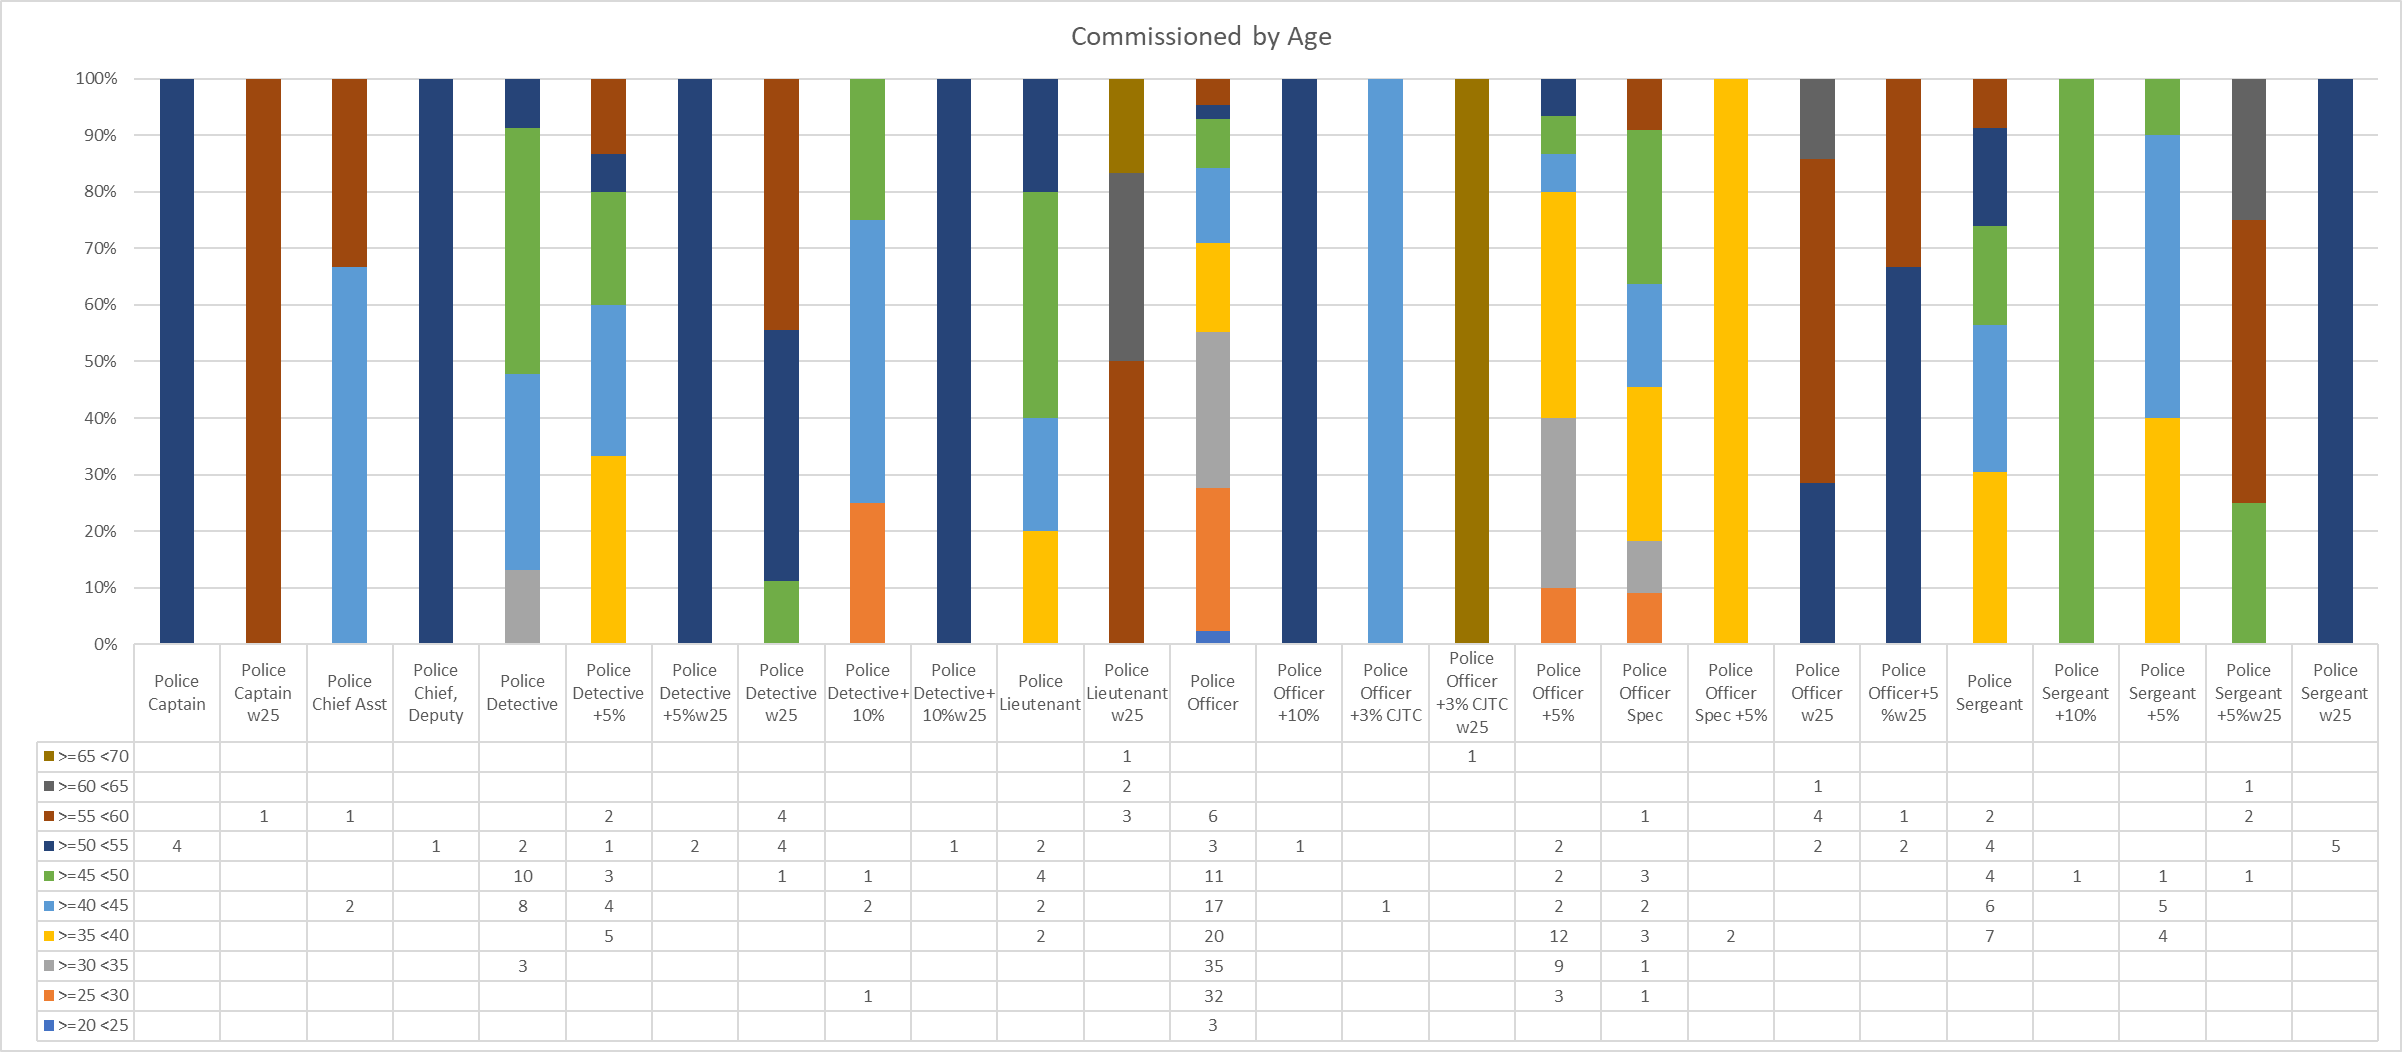 Commissioned by Age
100%
90%
80%
70%
60%
50%
40%
30%
20%
10%
0%
Police Captain
Police Captain w25
Police Chief Asst
Police Chief, Deputy
Police Detective
Police Detective +5%
Police Detective +5%w25
Police Detective w25
Police Detective+ 10%
Police Detective+ 10%w25
Police Lieutenant
Police Lieutenant w25
Police Officer
Police Officer +10%
Police Officer +3% CJTC
Police Officer +3% CJTC w25
Police Officer +5%
Police Officer Spec
Police Officer Spec +5%
Police Officer w25
Police Officer+5 %w25
Police Sergeant
Police Sergeant +10%
Police Sergeant +5%
Police Sergeant +5%w25
Police Sergeant w25
>=65 <70 1 1
>=60 <65 2 1 1
>=55 <60 1 1 2 4 3 6 1 4 1 2 2
>=50 <55 4 1 2 1 2 4 1 2 3 1 2 2 2 4 5
>=45 <50 10 3 1 1 4 11 2 3 4 1 1 1
>=40 <45 2 8 4 2 2 17 1 2 2 6 5
>=35 <40 5 2 20 12 3 2 7 4
>=30 <35 3 35 9 1
>=25 <30 1 32 3 1
>=20 <25 3